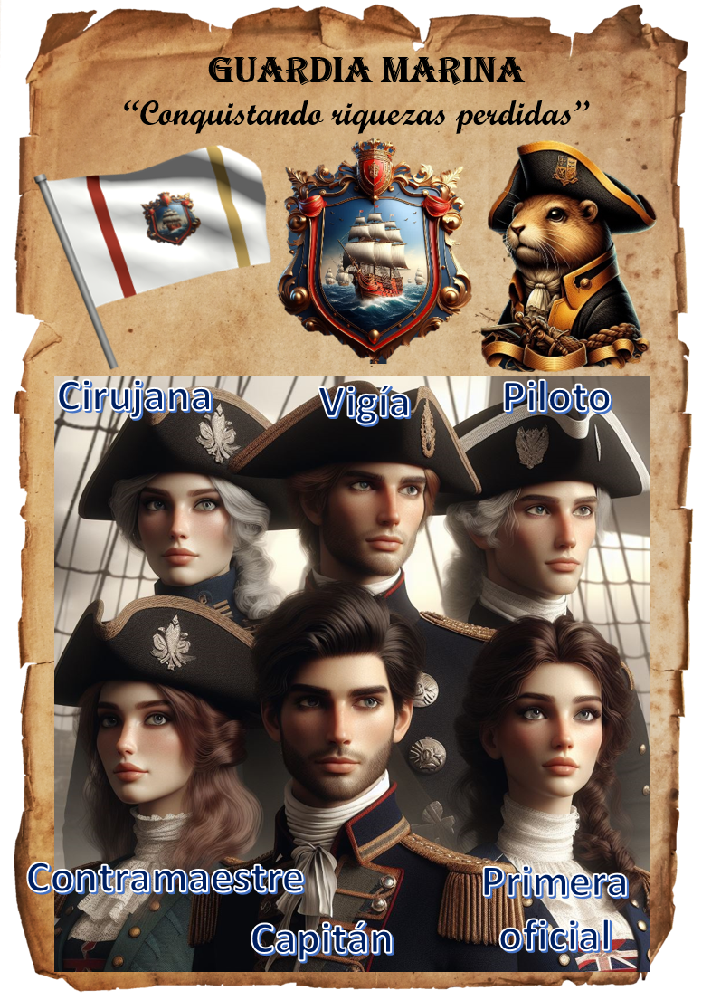 GUARDIA MARINA
“Conquistando riquezas perdidas”
Cirujana
Vigía
Piloto
Contramaestre
Capitán
Primera
oficial